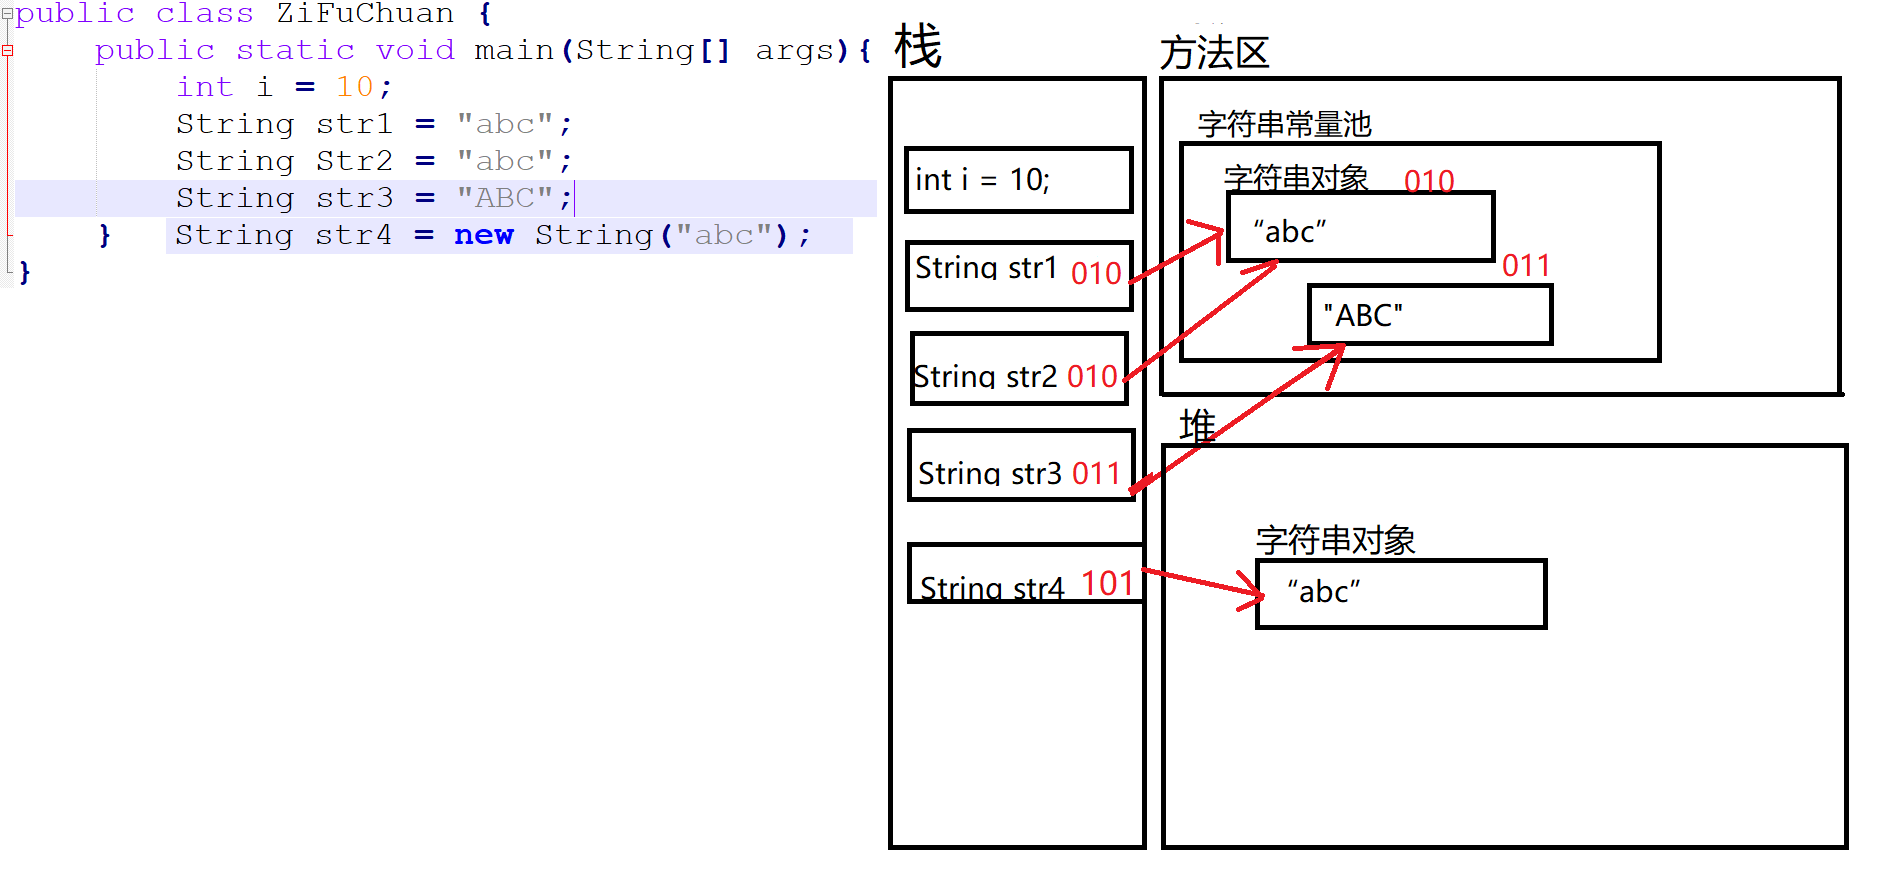 public class ZiFuChuan {
public static void main(String[] args){
int i = 10;
String str1 = "abc";
String Str2 = "abc";
String str3 = "ABC";
} String str4 = new String("abc");
}
栈
int i = 10;
String str1 010
String str2 010
String str3 011
String str4 101
方法区
字符串常量池
字符串对象 010
“abc”
011
"ABC"
堆
字符串对象
“abc”